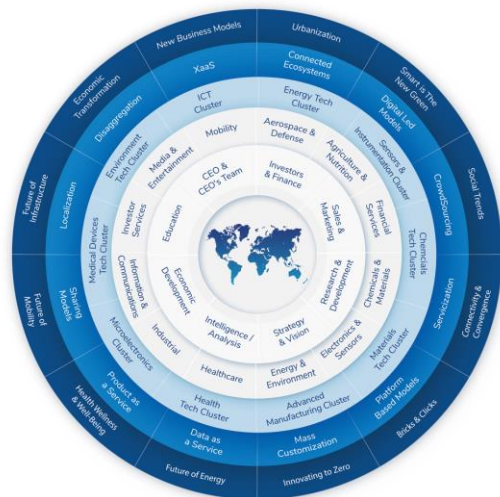 New Business Models
Urbanization
Smart is The
New Green
Social Trends
Connectivity &
Convergence
Bricks & Clicks
Innovating to Zero
Future of Energy
Health Wellness
& Well-Being
Future of
Mobility
Future of
Infrastructure
Economic
Transformation
XaaS
Connected
Ecosystems
Digital Led
Models
CrowdSourcing
Servicization
Platform
Based Models
Mass
Customization
Data as
a Service
Product as
a Service
Sharing
Models
Localization
Disaggregation
ICT
Cluster
Energy Tech
Cluster
Sensors &
Instrumentation Cluster
Chemcials
Tech Cluster
Materials
Tech Cluster
Advanced
Manufacturing Cluster
Health
Tech Cluster
Microelectronics
Cluster
Medical Devices
Tech Cluster
Environment
Tech Cluster
Mobility
Aerospace &
Defense
Agriculture &
Nutrition
Financial
Services
Chemicals &
Materials
Electronics &
Sensors
Energy &
Environment
Healthcare
Industrial
Information &
Communications
Investor
Services
Media &
Entertainment
CEO &
CEO's Team
Investors
& Finance
Sales &
Marketing
Research &
Development
Strategy
& Vision
Intelligence /
Analysis
Economic
Development
Education